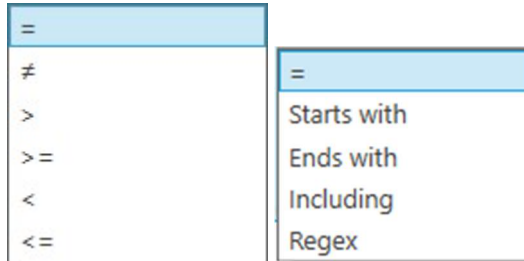 =
≠
>
>=
<
<=
=
Starts with
Ends with
Including
Regex